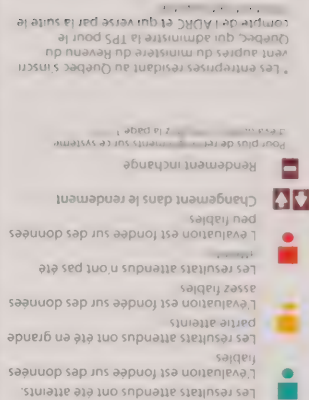 Les résultats attendus ont été atteints.
L'évaluation est fondée sur des données
fiables
Les résultats attendus ont été en grande
partie atteints
L'évaluation est fondée sur des données
assez fiables
Les résultats attendus n'ont pas été
L évaluation est fondée sur des données
peu fiables
Changement dans le rendement
Rendement inchangé
Pour plus de sur ce système
la page
* Les entreprises résidant au Québec s'inscri
vent auprès du ministère du Revenu du
Québec, qui administre la TPS pour le
compte de l ADRC et qui verse par la suite le